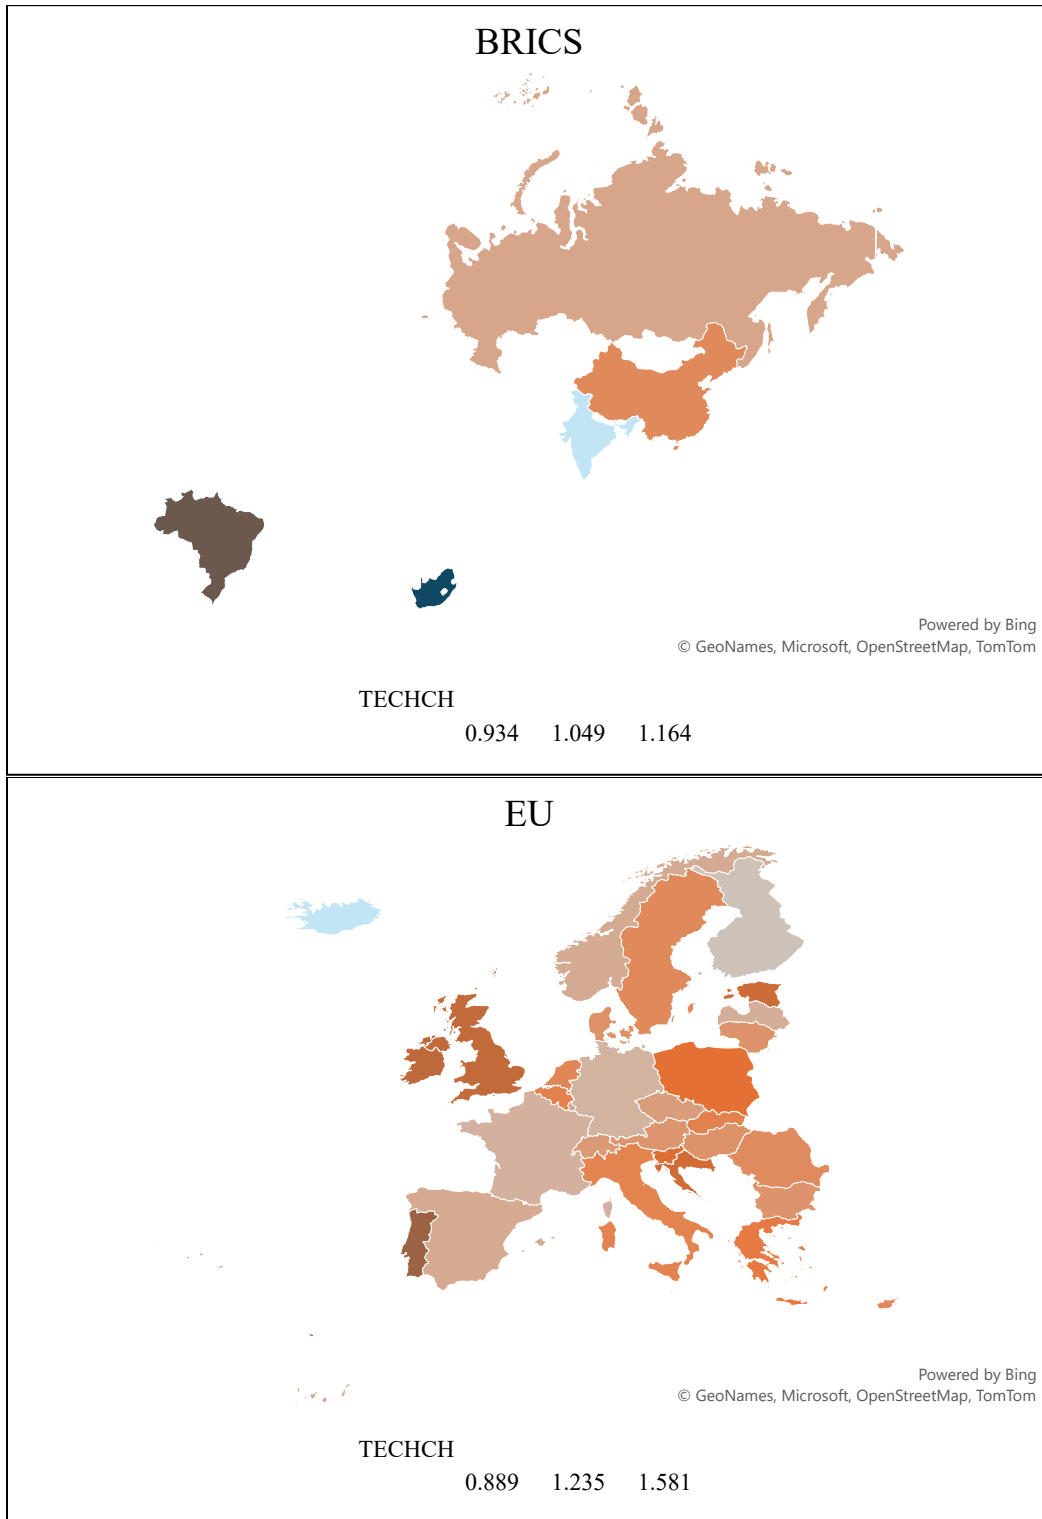 BRICS
Powered by Bing
© GeoNames, Microsoft, OpenStreetMap, TomTom
TECHCH
0.934 1.049 1.164
EU
Powered by Bing
© GeoNames, Microsoft, OpenStreetMap, TomTom
TECHCH
0.889 1.235 1.581